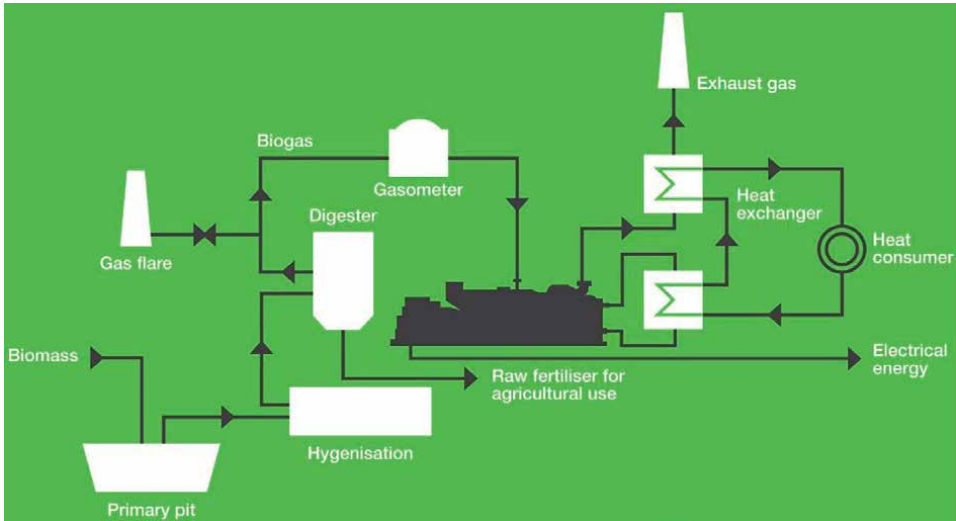 Exhaust gas
Biogas
Gasometer
Heat
exchanger
Digester
Gas flare
Heat
consumer
Biomass
Electrical
energy
Raw fertiliser for
agricultural use
Hygenisation
Primary pit